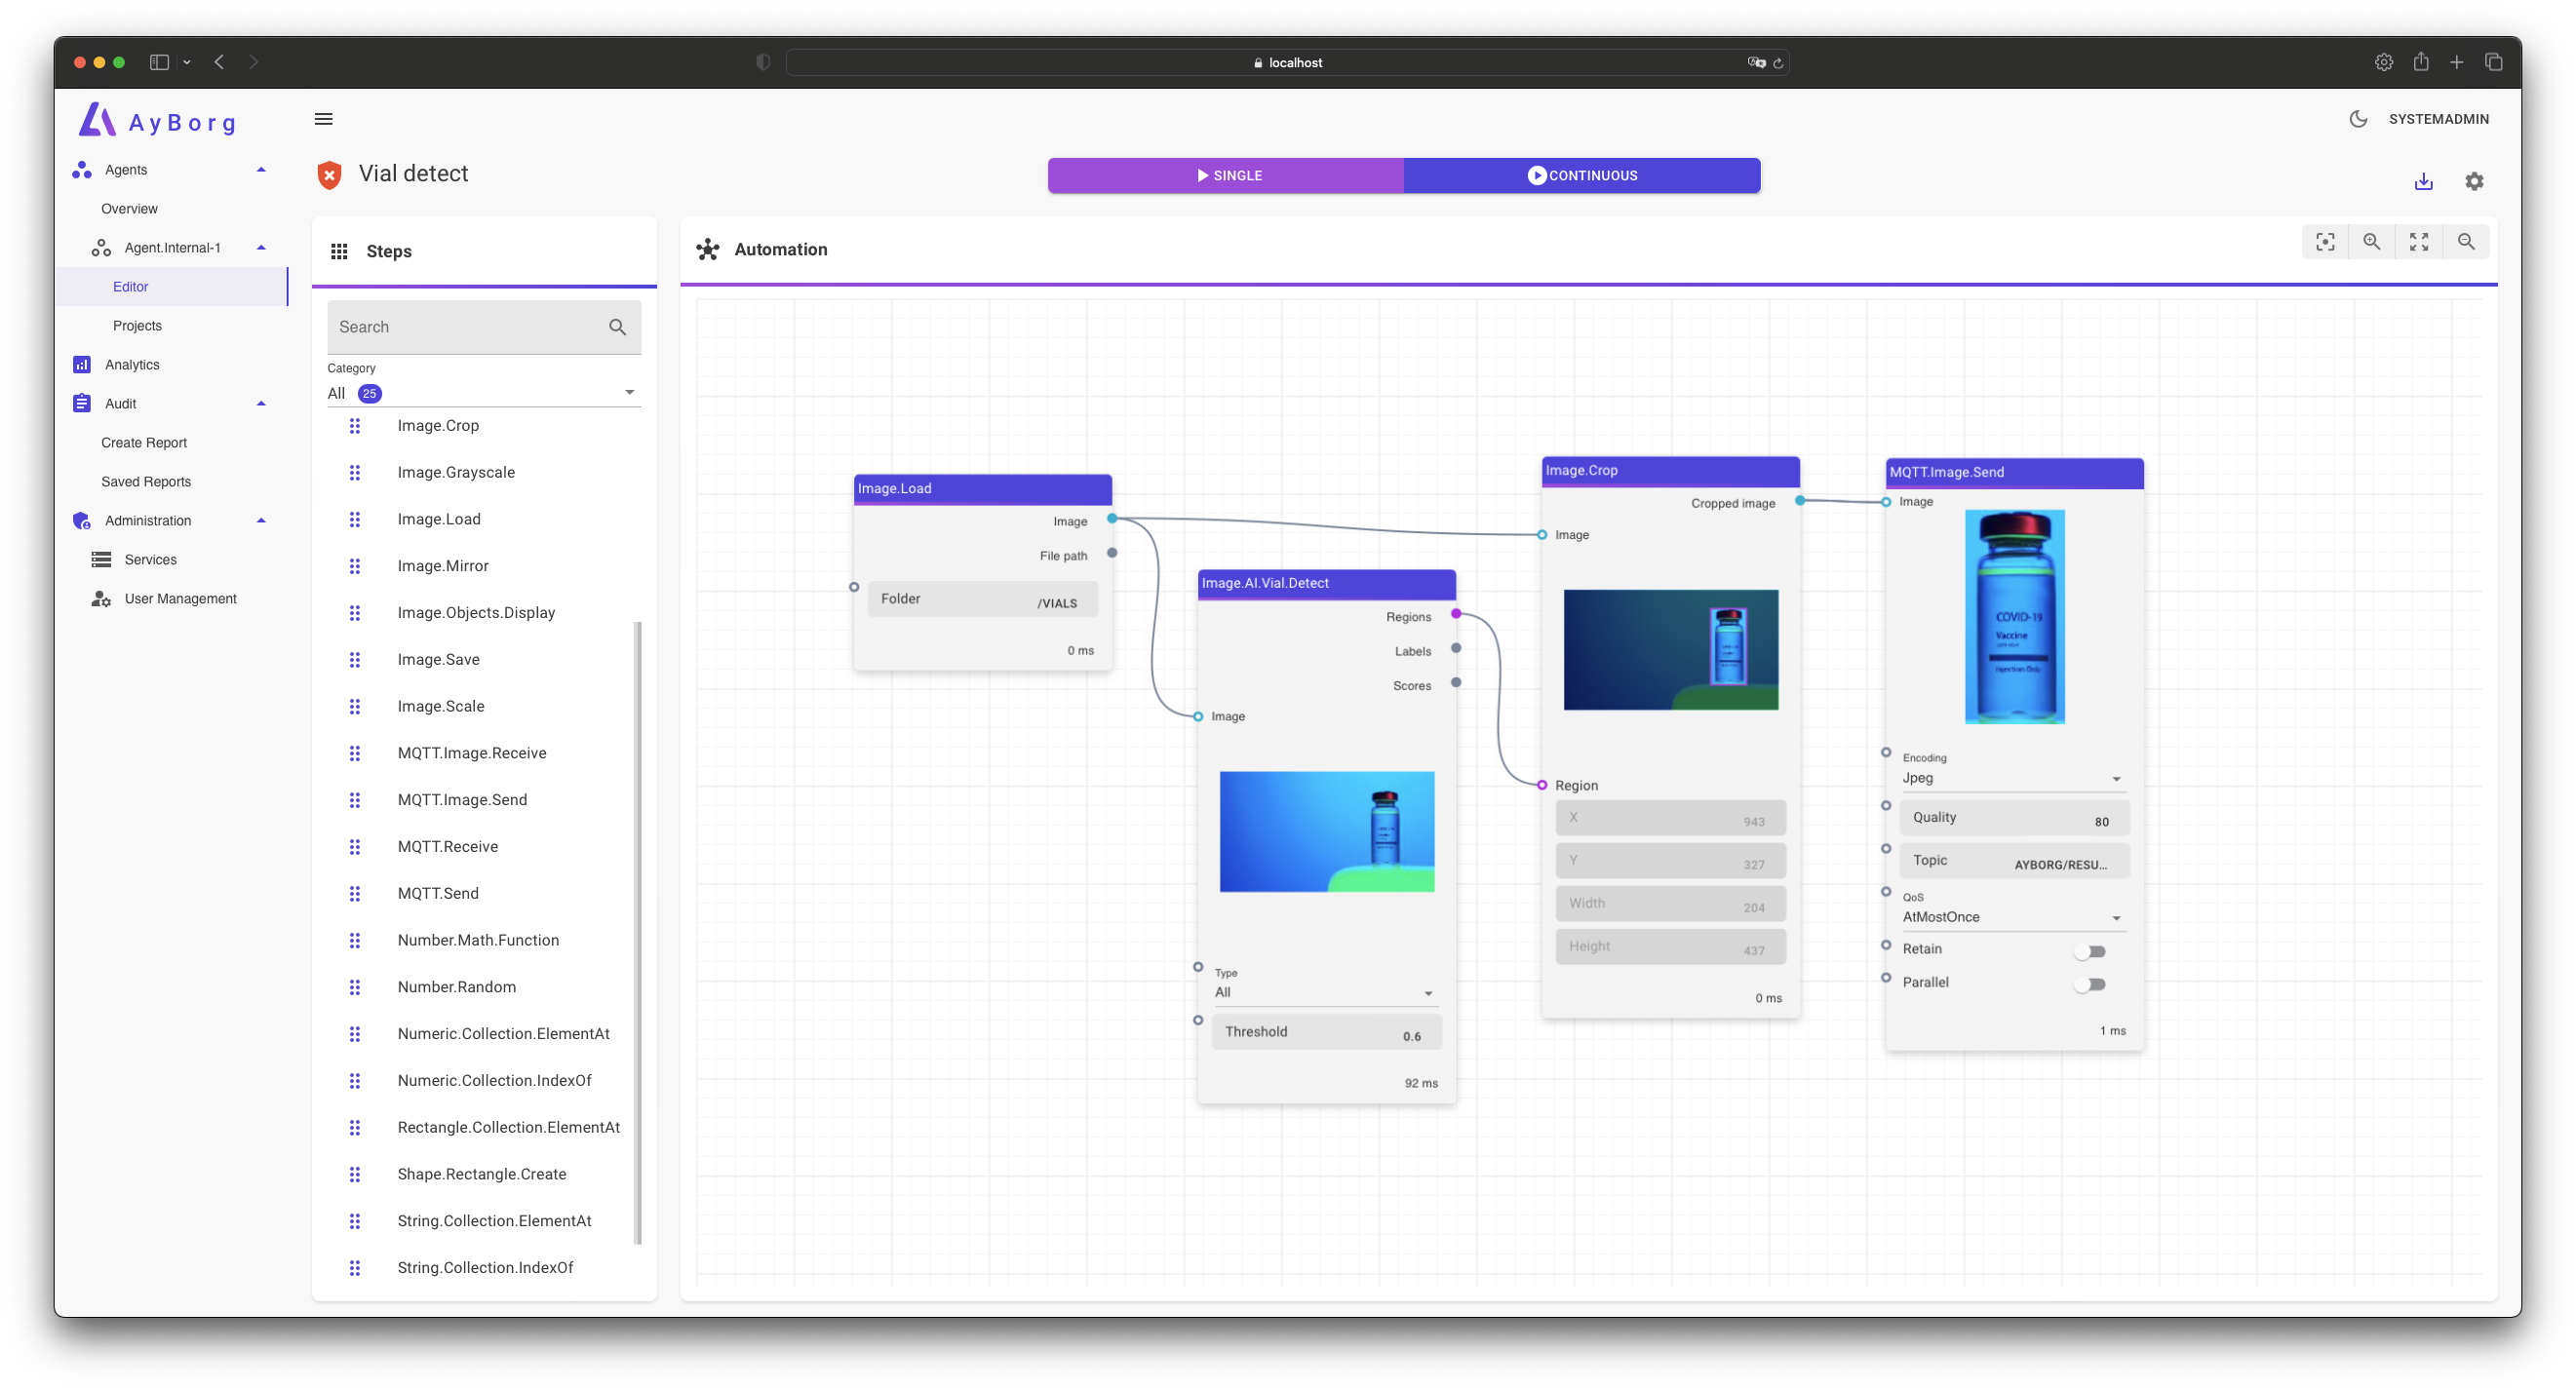 localhost
AyBorg
SYSTEMADMIN
Agents
Overview
Agent.Internal-1
Editor
Projects
Analytics
Audit
Create Report
Saved Reports
Administration
Services
User Management
Vial detect
SINGLE
CONTINUOUS
Steps
Search
Category
All 25
Image.Crop
Image.Grayscale
Image.Load
Image.Mirror
Image.Objects.Display
Image.Save
Image.Scale
MQTT.Image.Receive
MQTT.Image.Send
MQTT.Receive
MQTT.Send
Number.Math.Function
Number.Random
Numeric.Collection.ElementAt
Numeric.Collection.IndexOf
Rectangle.Collection.ElementAt
Shape.Rectangle.Create
String.Collection.ElementAt
String.Collection.IndexOf
Automation
Image.Load
Image
File path
Folder /VIALS
0 ms
Image.AI.Vial.Detect
Regions
Labels
Scores
Image
Type
All
Threshold 0.6
92 ms
Image.Crop
Cropped image
Image
Region
X 943
Y 327
Width 204
Height 437
0 ms
MQTT.Image.Send
Image
COVID-19
Vaccine
Injection Only
Encoding
Jpeg
Quality 80
Topic AYBORG/RESU...
QoS
AtMostOnce
Retain
Parallel
1 ms